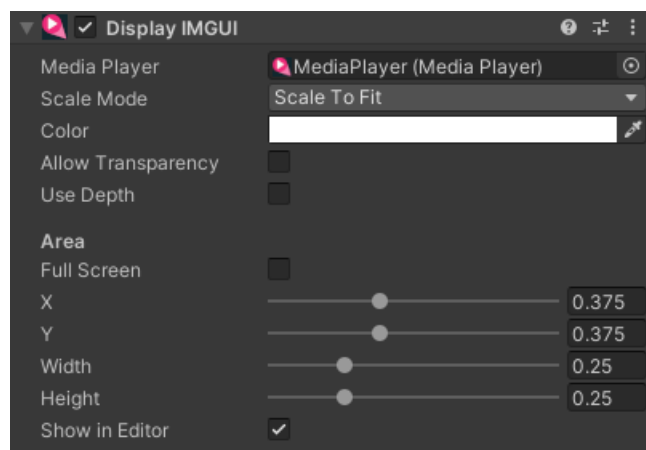 Display IMGUI
Media Player MediaPlayer (Media Player)
Scale Mode Scale To Fit
Color
Allow Transparency
Use Depth
Area
Full Screen
X 0.375
Y 0.375
Width 0.25
Height 0.25
Show in Editor